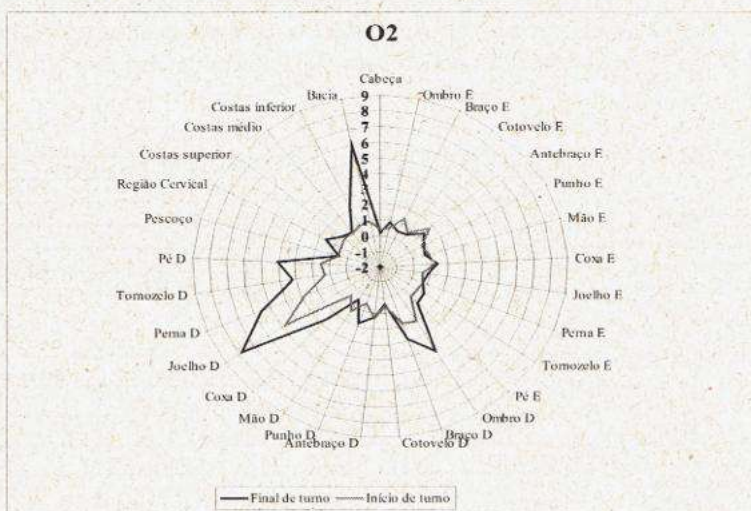 O2
Cabeça
Ombro E
Braço E
Cotovelo E
Antebraço E
Punho E
Mão E
Coxa E
Joelho E
Perna E
Tornozelo E
Pé E
Ombro D
Braço D
Cotovelo D
Antebraço D
Punho D
Mão D
Coxa D
Joelho D
Perna D
Tornozelo D
Pé D
Pescoço
Região Cervical
Costas superior
Costas médio
Costas inferior
Bacia
9
8
7
6
5
4
3
2
1
0
-1
-2
Final de turno
Início de turno